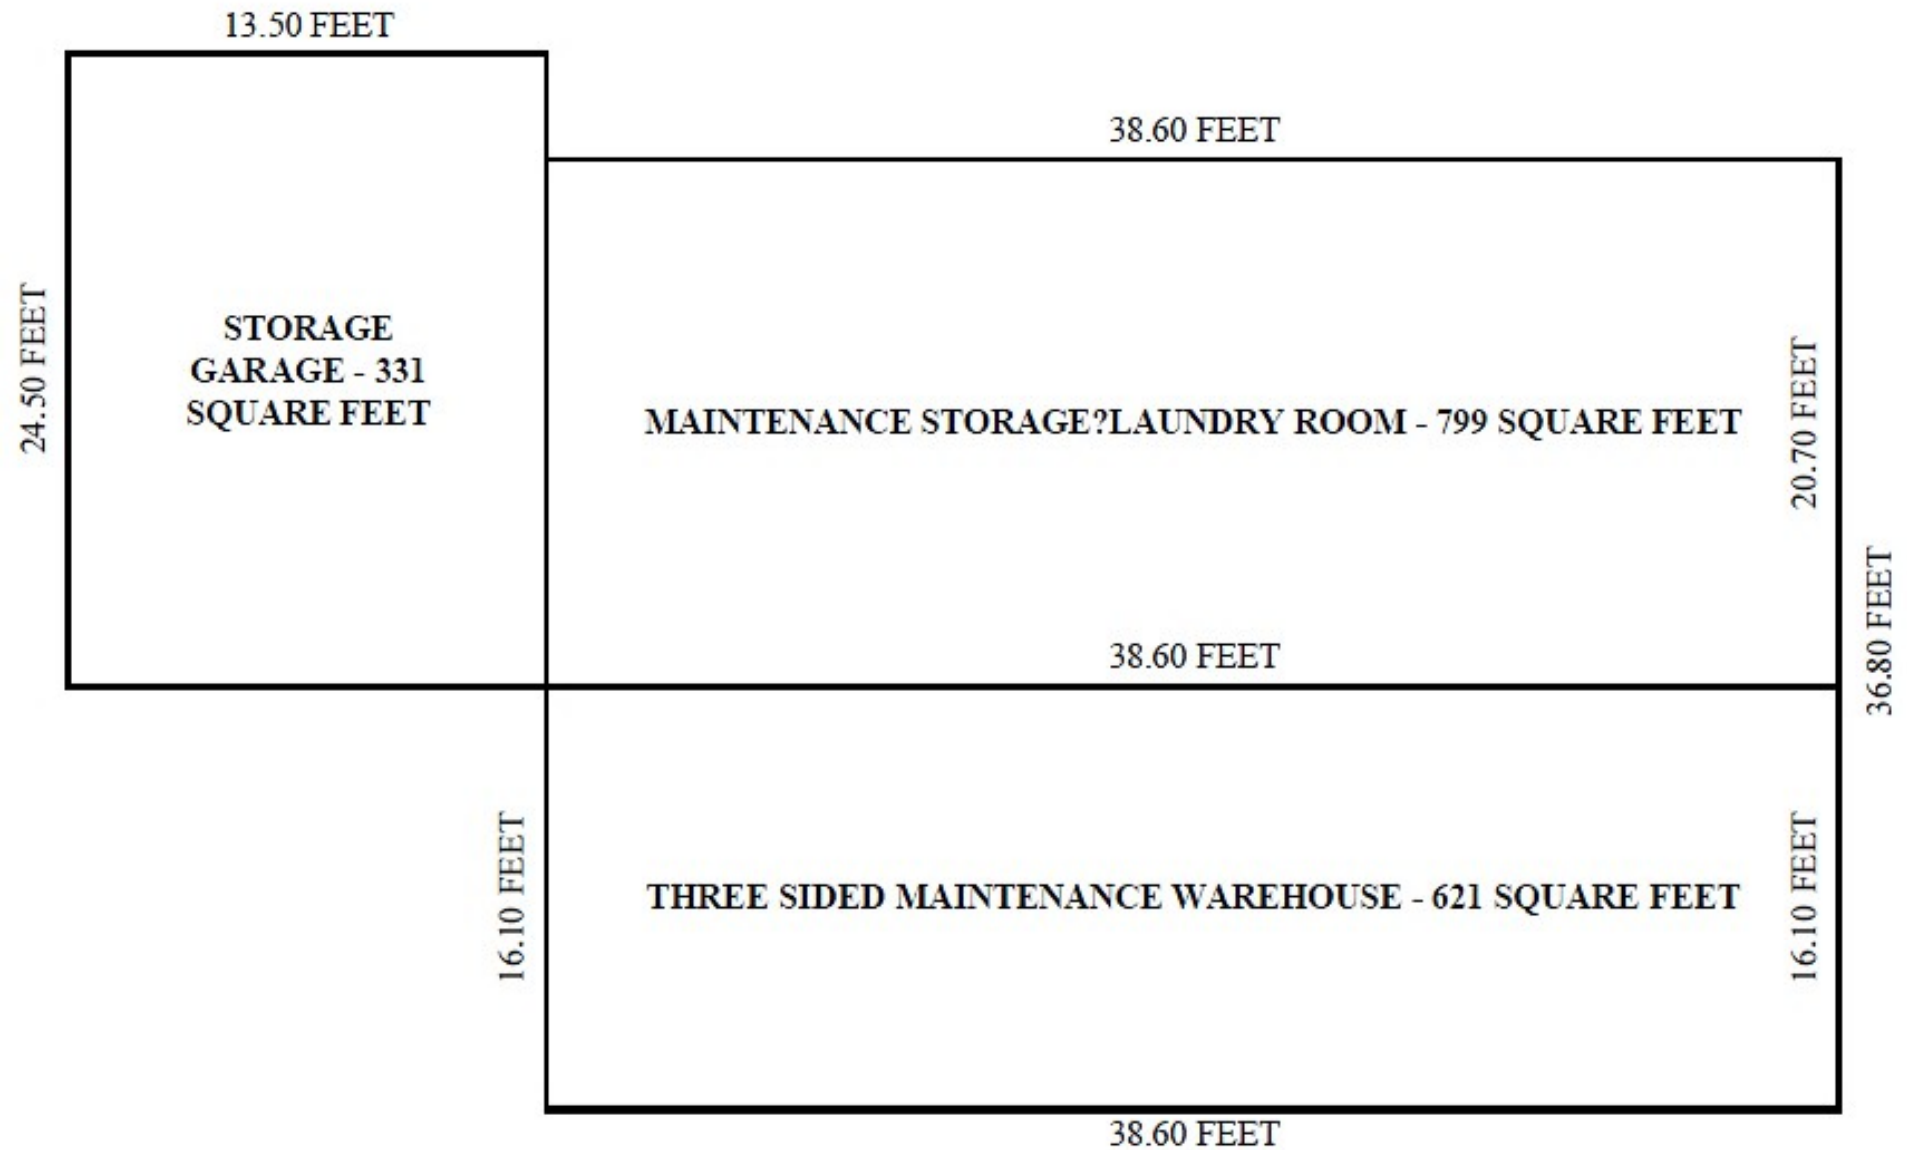 13.50 FEET
38.60 FEET
24.50 FEET
STORAGE
GARAGE - 331
SQUARE FEET
MAINTENANCE STORAGE?LAUNDRY ROOM - 799 SQUARE FEET
20.70 FEET
38.60 FEET
36.80 FEET
16.10 FEET
THREE SIDED MAINTENANCE WAREHOUSE - 621 SQUARE FEET
16.10 FEET
38.60 FEET